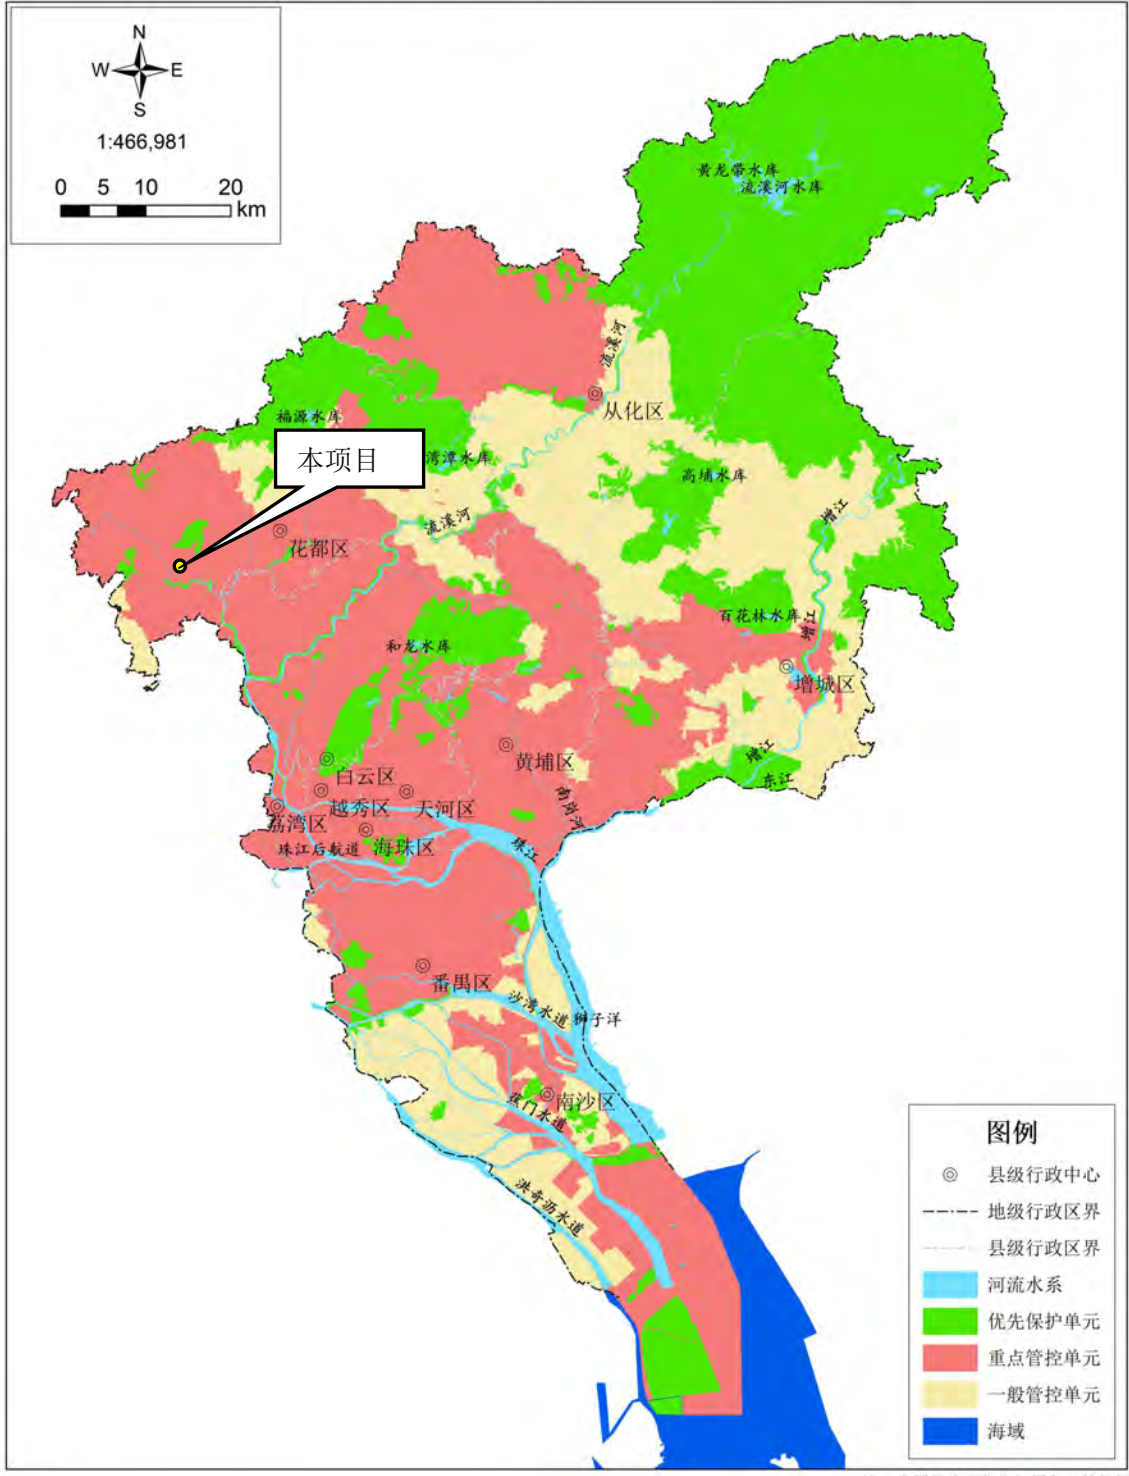 N
W E
S
1:466,981
0 5 10 20
km
黄龙带水库
流溪河水库
流溪河
从化区
福源水库
本项目
湾潭水库
高埔水库
增江
流溪河
花都区
百花林水库
增江
和龙水库
增城区
增江
黄埔区
东江
白云区
南岗河
越秀区
天河区
荔湾区
海珠区
珠江后航道
珠江
番禺区
沙湾水道
狮子洋
南沙区
蕉门水道
洪奇沥水道
图例
县级行政中心
地级行政区界
县级行政区界
河流水系
优先保护单元
重点管控单元
一般管控单元
海域